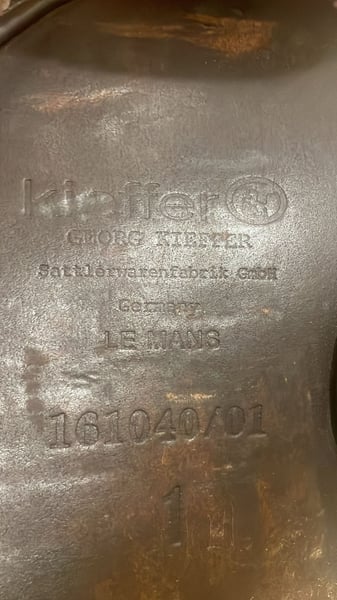 kieffer
GEORG KIEFFER
Sattlerwarenfabrik GmbH
Germany
LE MANS
161040/01
1